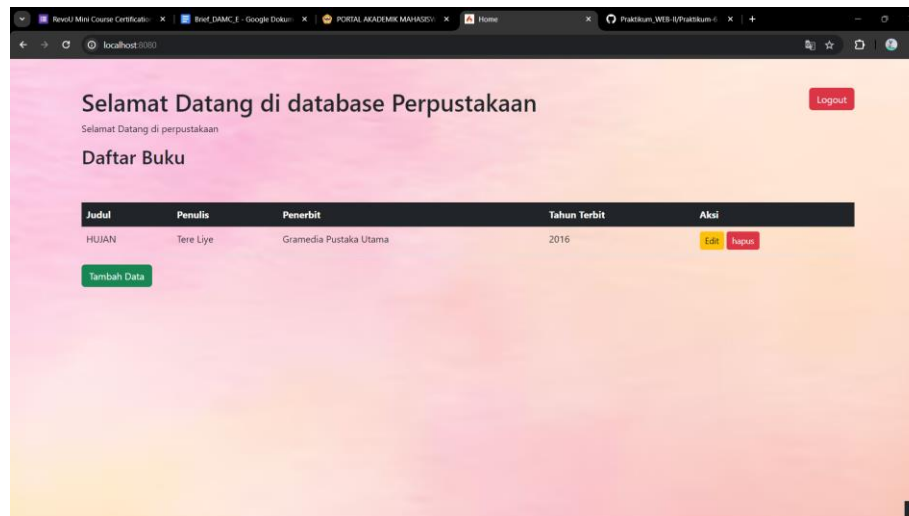 RevoU Mini Course Certification
Brief_DAMC_E - Google Dokum
PORTAL AKADEMIK MAHASISW
Home
Praktikum_WEB-II/Praktikum-6
localhost:8080
Selamat Datang di database Perpustakaan
Logout
Selamat Datang di perpustakaan
Daftar Buku
Judul Penulis Penerbit Tahun Terbit Aksi
HUJAN Tere Liye Gramedia Pustaka Utama 2016 Edit hapus
Tambah Data